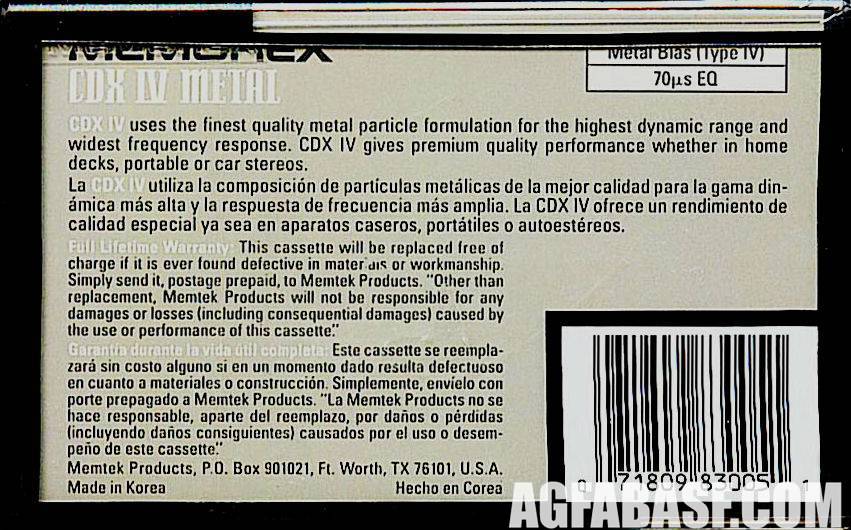 MEMOREX
Metal Bias (Type IV)
CDX IV METAL
70µs EQ
CDX IV uses the finest quality metal particle formulation for the highest dynamic range and
widest frequency response. CDX IV gives premium quality performance whether in home
decks, portable or car stereos.
La CDX IV utiliza la composición de partículas metálicas de la mejor calidad para la gama din-
ámica más alta y la respuesta de frecuencia más amplia. La CDX IV ofrece un rendimiento de
calidad especial ya sea en aparatos caseros, portátiles o autoestéreos.
Full Lifetime Warranty: This cassette will be replaced free of
charge if it is ever found defective in materials or workmanship.
Simply send it, postage prepaid, to Memtek Products. "Other than
replacement, Memtek Products will not be responsible for any
damages or losses (including consequential damages) caused by
the use or performance of this cassette."
Garantía durante la vida útil completa: Este cassette se reempla-
zará sin costo alguno si en un momento dado resulta defectuoso
en cuanto a materiales o construcción. Simplemente, envíelo con
porte prepagado a Memtek Products. "La Memtek Products no se
hace responsable, aparte del reemplazo, por daños o pérdidas
(incluyendo daños consiguientes) causados por el uso o desem-
peño de este cassette."
Memtek Products, P.O. Box 901021, Ft. Worth, TX 76101, U.S.A.
Made in Korea Hecho en Corea
0 71809 83005 1
AGFABASF.COM